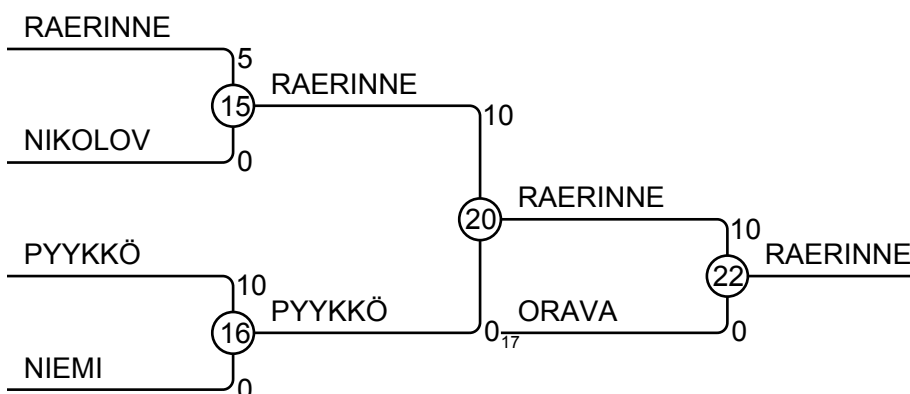 RAERINNE
5
15
RAERINNE
10
NIKOLOV
0
20
RAERINNE
10
22
RAERINNE
PYYKKÖ
10
16
PYYKKÖ
0
17
ORAVA
0
NIEMI
0